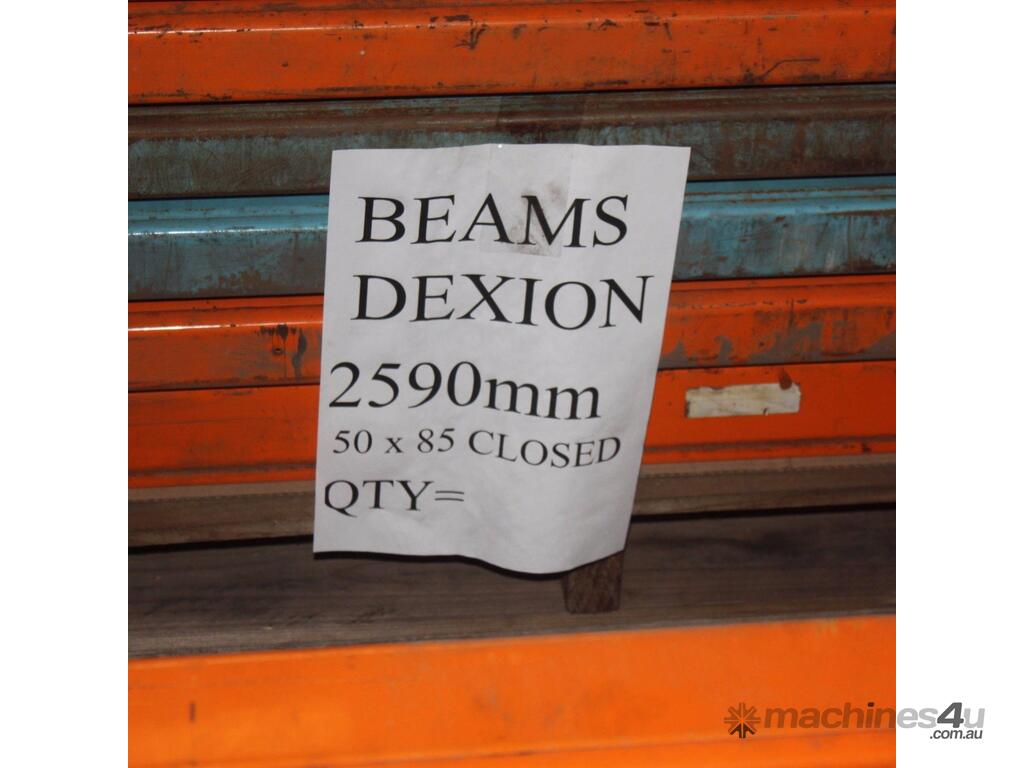 BEAMS
DEXION
2590mm
50 x 85 CLOSED
QTY=
machines4u
.com.au